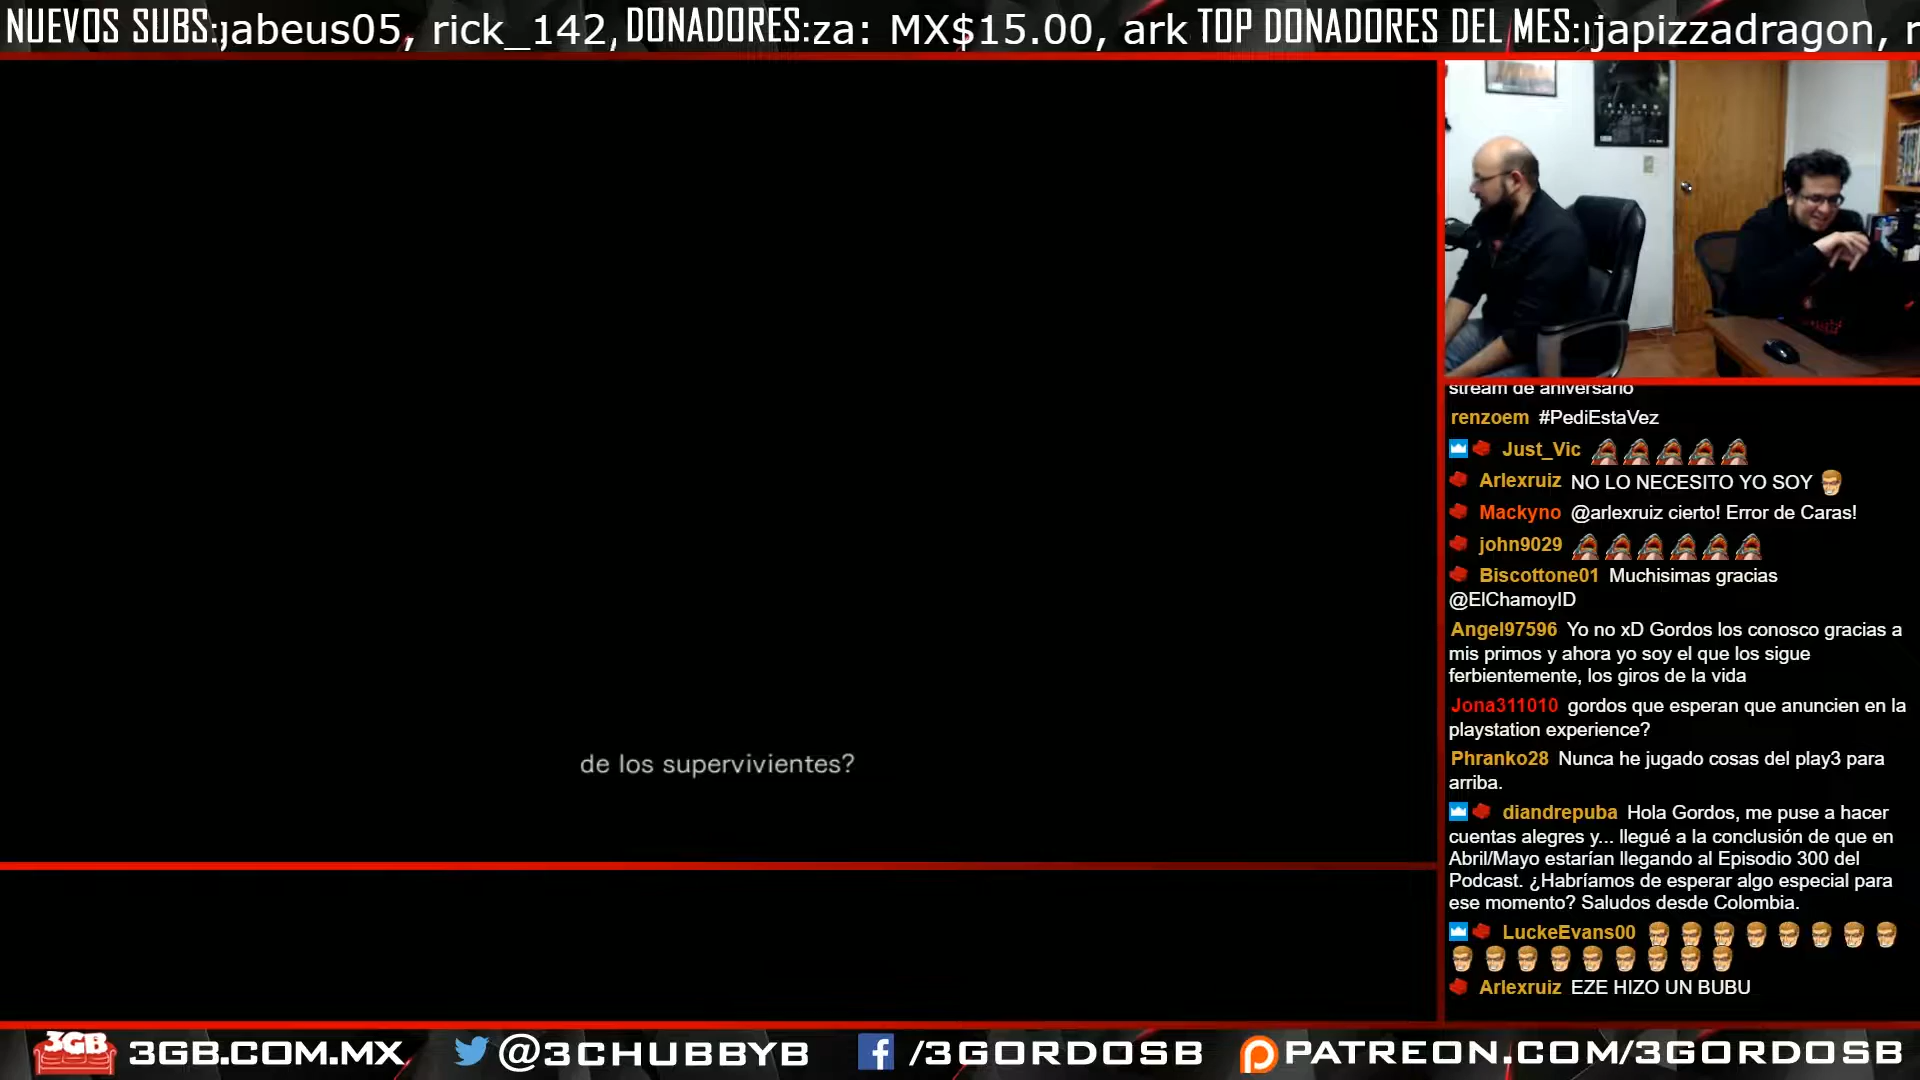 NUEVOS SUBS: jabeus05, rick_142, DONADORES: za: MX$15.00, ark TOP DONADORES DEL MES: japizzadragon, r
stream de aniversario
renzoem #PediEstaVez
Just_Vic
Arlexruiz NO LO NECESITO YO SOY
Mackyno @arlexruiz cierto! Error de Caras!
john9029
Biscottone01 Muchisimas gracias
@ElChamoyID
Angel97596 Yo no xD Gordos los conosco gracias a
mis primos y ahora yo soy el que los sigue
ferbientemente, los giros de la vida
Jona311010 gordos que esperan que anuncien en la
playstation experience?
Phranko28 Nunca he jugado cosas del play3 para
arriba.
diandrepuba Hola Gordos, me puse a hacer
cuentas alegres y... llegué a la conclusión de que en
Abril/Mayo estarían llegando al Episodio 300 del
Podcast. ¿Habríamos de esperar algo especial para
ese momento? Saludos desde Colombia.
LuckeEvans00
Arlexruiz EZE HIZO UN BUBU
de los supervivientes?
3GB 3GB.COM.MX @3CHUBBYB /3GORDOSB PATREON.COM/3GORDOSB